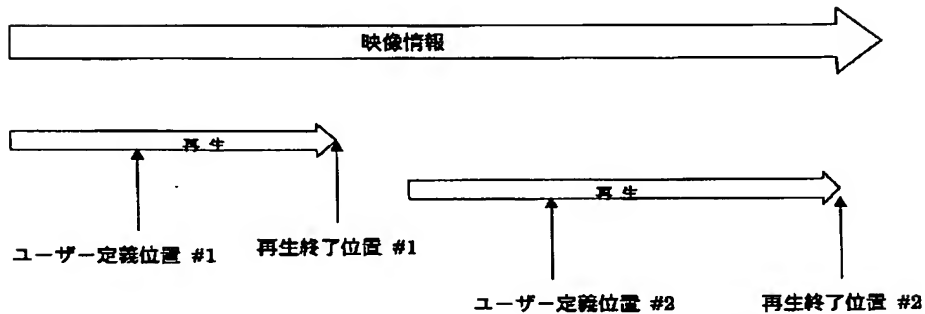 映像情報
再生
再生
ユーザー定義位置 #1
再生終了位置 #1
ユーザー定義位置 #2
再生終了位置 #2